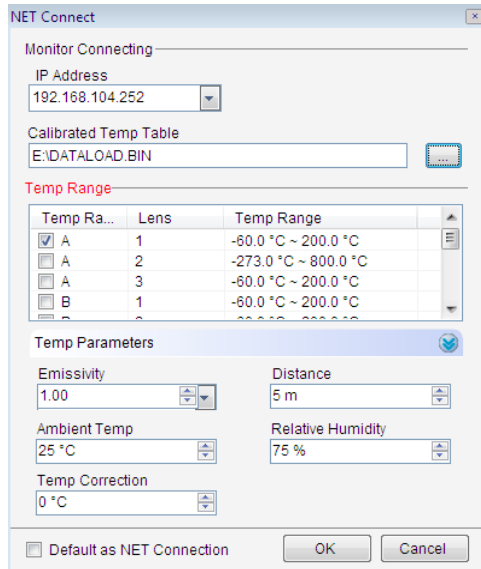 NET Connect
Monitor Connecting
IP Address
192.168.104.252
Calibrated Temp Table
E:\DATALOAD.BIN
...
Temp Range
Temp Ra... Lens Temp Range
A 1 -60.0 °C ~ 200.0 °C
A 2 -273.0 °C ~ 800.0 °C
A 3 -60.0 °C ~ 200.0 °C
B 1 -60.0 °C ~ 200.0 °C
Temp Parameters
Emissivity Distance
1.00 5 m
Ambient Temp Relative Humidity
25 °C 75 %
Temp Correction
0 °C
Default as NET Connection OK Cancel